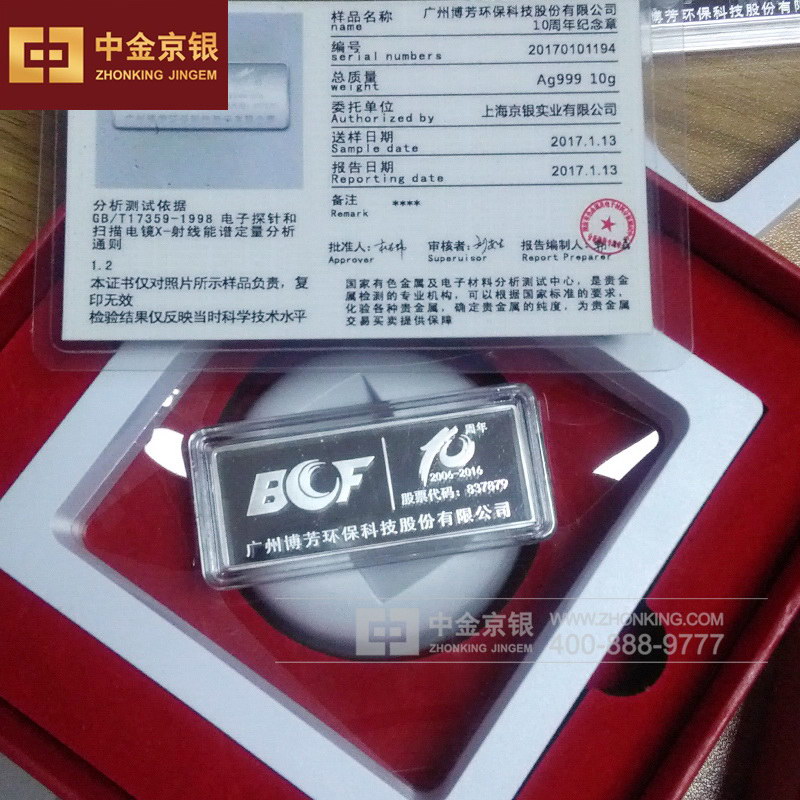 中金京银
ZHONKING JINGEM
样品名称
name
广州博芳环保科技股份有限公司
10周年纪念章
编号
serial numbers
20170101194
总质量
weight
Ag999 10g
委托单位
Authorized by
上海京银实业有限公司
送样日期
Sample date
2017.1.13
报告日期
Reporting date
2017.1.13
备注
Remark
****
分析测试依据
GB/T17359-1998 电子探针和
扫描电镜X-射线能谱定量分析
通则
1.2
本证书仅对照片所示样品负责，复
印无效
检验结果仅反映当时科学技术水平
批准人：
Approver
审核者：
Superuisor
报告编制人：
Report Preparer
国家有色金属及电子材料分析测试中心，是贵金
属检测的专业机构，可以根据国家标准的要求，
化验各种贵金属，确定贵金属的纯度，为贵金属
交易买卖提供保障
BCF
10
周年
2006-2016
股票代码：837879
广州博芳环保科技股份有限公司
中金京银
ZHONKING JINGEM
WWW.ZHONKING.COM
400-888-9777